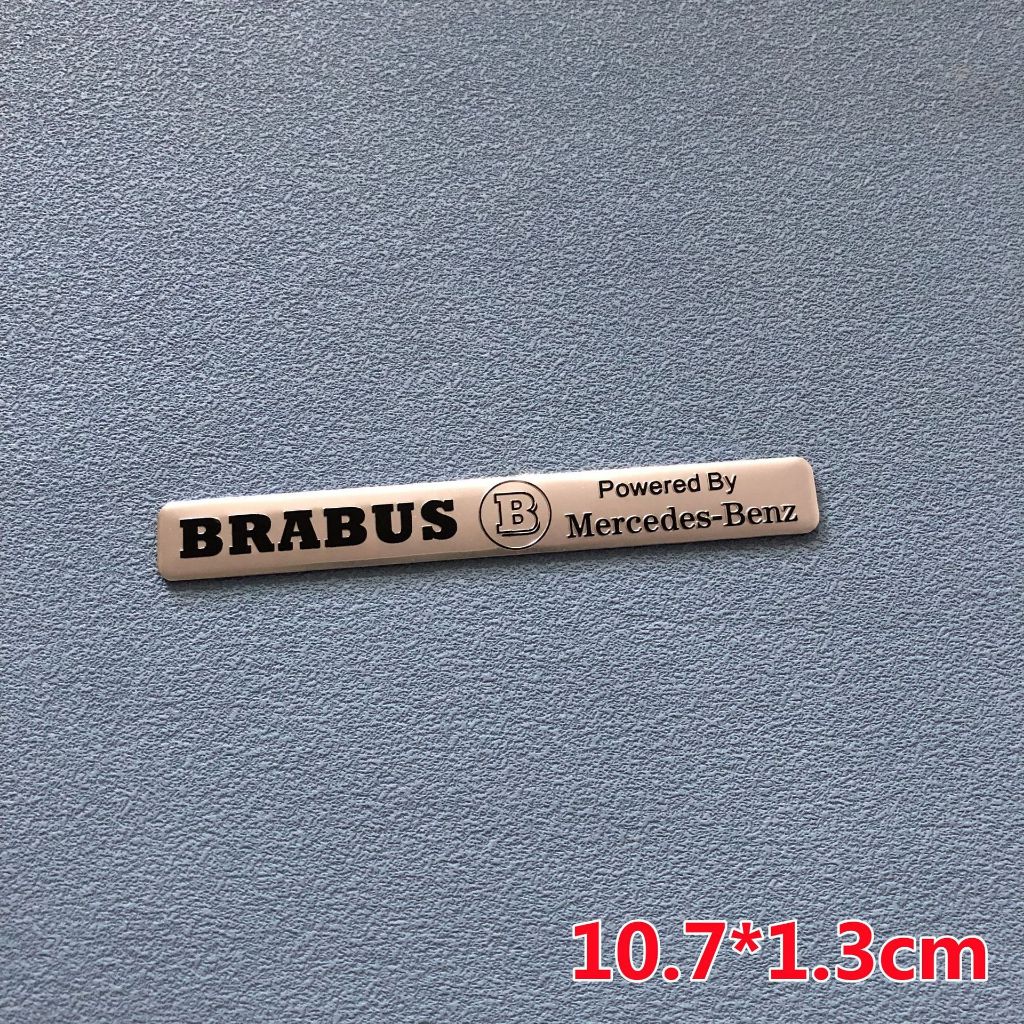 BRABUS B Powered By
Mercedes-Benz
10.7*1.3cm